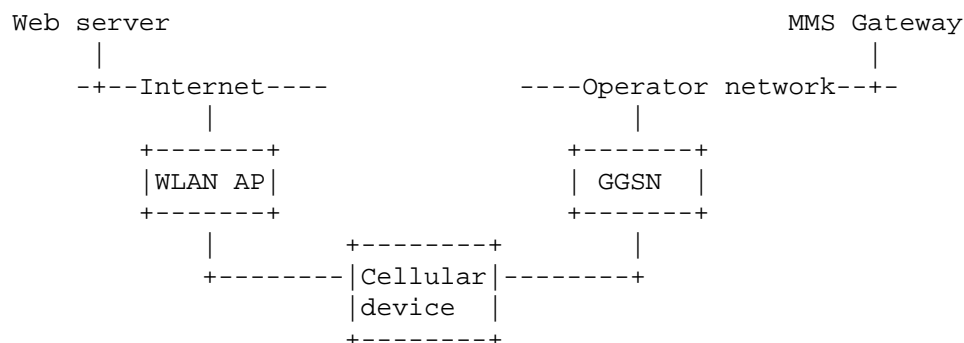 Web server MMS Gateway
Internet Operator network
WLAN AP GGSN
Cellular
device